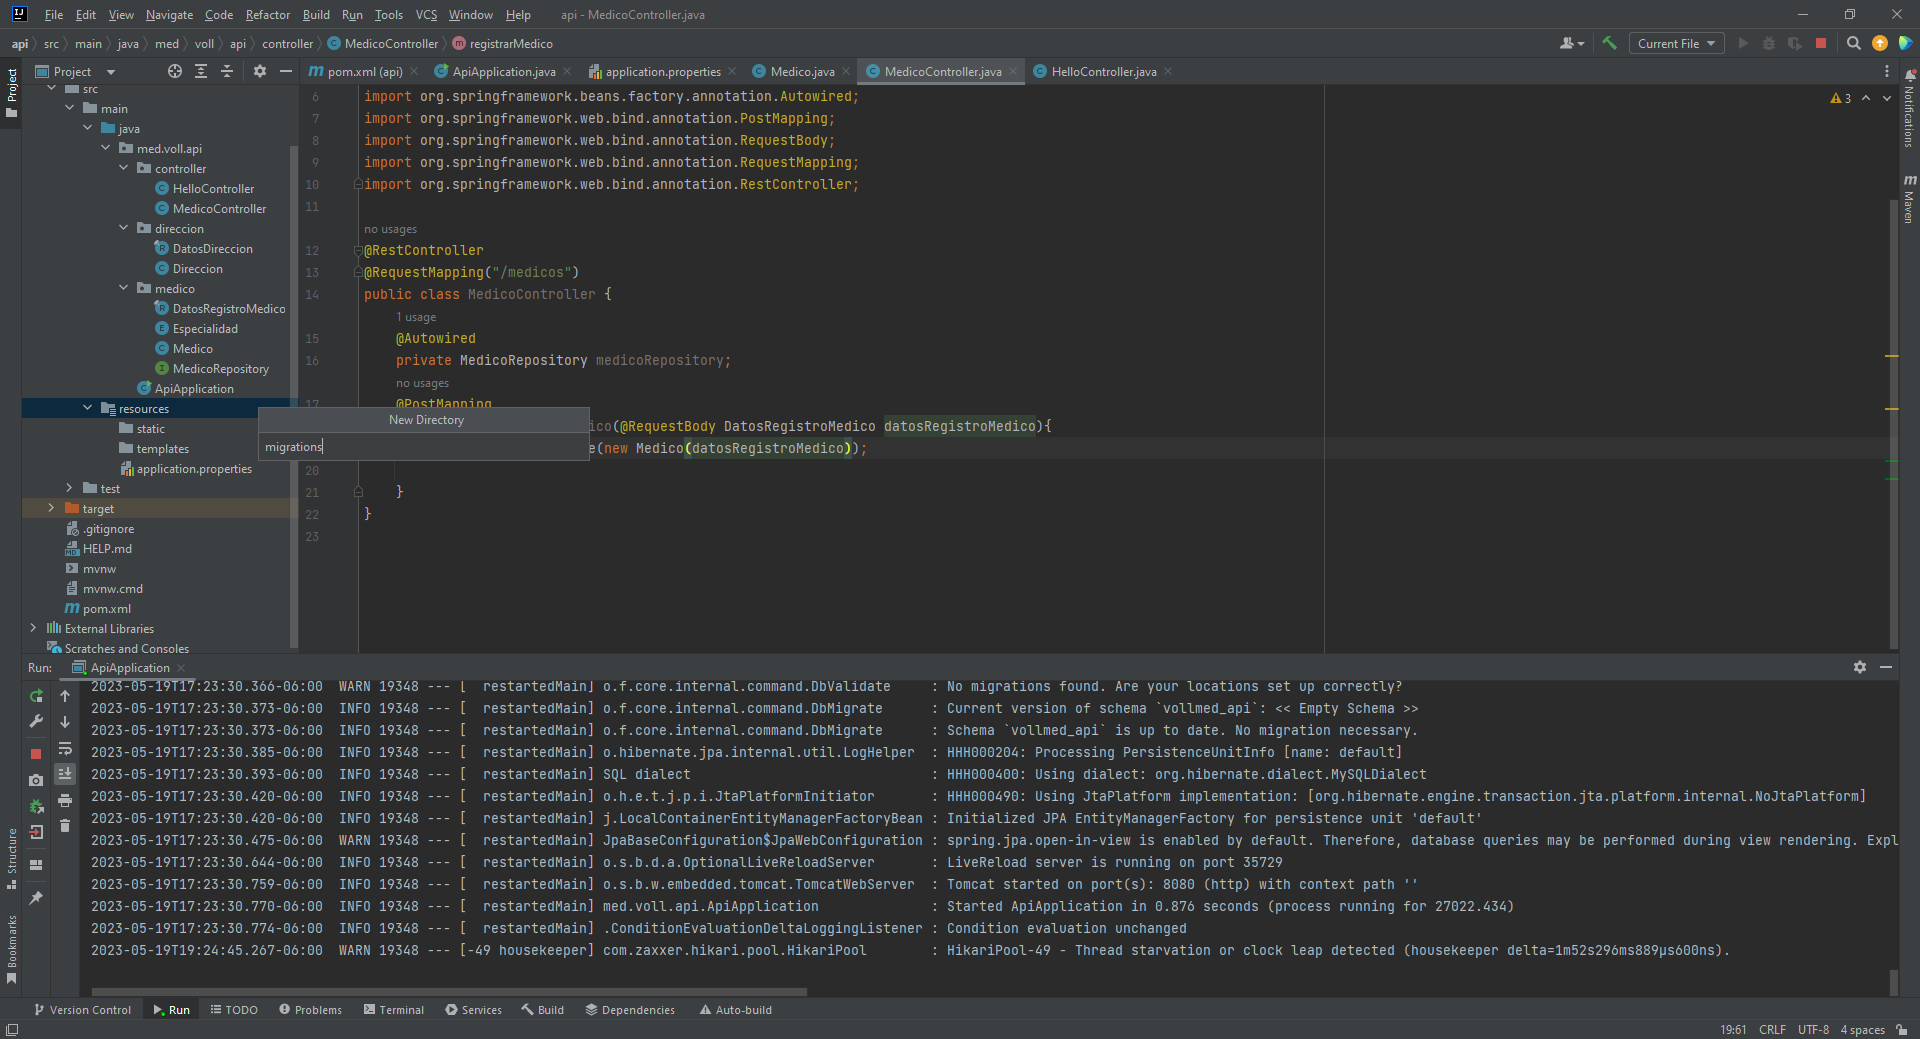 File Edit View Navigate Code Refactor Build Run Tools VCS Window Help api - MedicoController.java
api src main java med voll api controller MedicoController registrarMedico
Current File
Project
pom.xml (api) ApiApplication.java application.properties Medico.java MedicoController.java HelloController.java
Project
src
main
java
med.voll.api
controller
HelloController
MedicoController
direccion
DatosDireccion
Direccion
medico
DatosRegistroMedico
Especialidad
Medico
MedicoRepository
ApiApplication
resources
static
templates
application.properties
test
target
.gitignore
HELP.md
mvnw
mvnw.cmd
pom.xml
External Libraries
Scratches and Consoles
3
6 import org.springframework.beans.factory.annotation.Autowired;
7 import org.springframework.web.bind.annotation.PostMapping;
8 import org.springframework.web.bind.annotation.RequestBody;
9 import org.springframework.web.bind.annotation.RequestMapping;
10 import org.springframework.web.bind.annotation.RestController;
11
no usages
12 @RestController
13 @RequestMapping("/medicos")
14 public class MedicoController {
1 usage
15 @Autowired
16 private MedicoRepository medicoRepository;
no usages
17 @PostMapping
ico(@RequestBody DatosRegistroMedico datosRegistroMedico){
e(new Medico(datosRegistroMedico));
20
21 }
22 }
23
New Directory
migrations
Notifications
Maven
Run: ApiApplication
2023-05-19T17:23:30.366-06:00 WARN 19348 --- [ restartedMain] o.f.core.internal.command.DbValidate : No migrations found. Are your locations set up correctly?
2023-05-19T17:23:30.373-06:00 INFO 19348 --- [ restartedMain] o.f.core.internal.command.DbMigrate : Current version of schema `vollmed_api`: << Empty Schema >>
2023-05-19T17:23:30.373-06:00 INFO 19348 --- [ restartedMain] o.f.core.internal.command.DbMigrate : Schema `vollmed_api` is up to date. No migration necessary.
2023-05-19T17:23:30.385-06:00 INFO 19348 --- [ restartedMain] o.hibernate.jpa.internal.util.LogHelper : HHH000204: Processing PersistenceUnitInfo [name: default]
2023-05-19T17:23:30.393-06:00 INFO 19348 --- [ restartedMain] SQL dialect : HHH000400: Using dialect: org.hibernate.dialect.MySQLDialect
2023-05-19T17:23:30.420-06:00 INFO 19348 --- [ restartedMain] o.h.e.t.j.p.i.JtaPlatformInitiator : HHH000490: Using JtaPlatform implementation: [org.hibernate.engine.transaction.jta.platform.internal.NoJtaPlatform]
2023-05-19T17:23:30.420-06:00 INFO 19348 --- [ restartedMain] j.LocalContainerEntityManagerFactoryBean : Initialized JPA EntityManagerFactory for persistence unit 'default'
2023-05-19T17:23:30.475-06:00 WARN 19348 --- [ restartedMain] JpaBaseConfiguration$JpaWebConfiguration : spring.jpa.open-in-view is enabled by default. Therefore, database queries may be performed during view rendering. Expl
2023-05-19T17:23:30.644-06:00 INFO 19348 --- [ restartedMain] o.s.b.d.a.OptionalLiveReloadServer : LiveReload server is running on port 35729
2023-05-19T17:23:30.759-06:00 INFO 19348 --- [ restartedMain] o.s.b.w.embedded.tomcat.TomcatWebServer : Tomcat started on port(s): 8080 (http) with context path ''
2023-05-19T17:23:30.770-06:00 INFO 19348 --- [ restartedMain] med.voll.api.ApiApplication : Started ApiApplication in 0.876 seconds (process running for 27022.434)
2023-05-19T17:23:30.774-06:00 INFO 19348 --- [ restartedMain] .ConditionEvaluationDeltaLoggingListener : Condition evaluation unchanged
2023-05-19T19:24:45.267-06:00 WARN 19348 --- [-49 housekeeper] com.zaxxer.hikari.pool.HikariPool : HikariPool-49 - Thread starvation or clock leap detected (housekeeper delta=1m52s296ms889µs600ns).
Structure
Bookmarks
Version Control Run TODO Problems Terminal Services Build Dependencies Auto-build
19:61 CRLF UTF-8 4 spaces